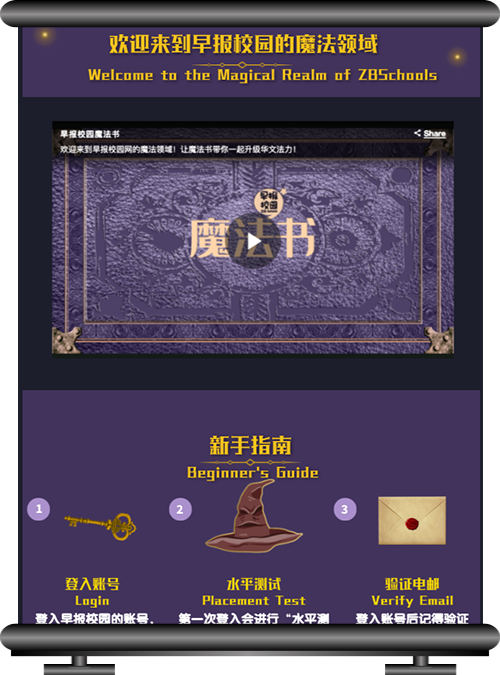 欢迎来到早报校园的魔法领域
Welcome to the Magical Realm of ZBSchools
早报校园魔法书
Share
欢迎来到早报校园网的魔法领域！让魔法书带你一起升级华文法力！
早报
校园
魔法书
新手指南
Beginner's Guide
1
2
3
登入账号
Login
水平测试
Placement Test
验证电邮
Verify Email
登入早报校园的账号，
第一次登入会进行“水平测
登入账号后记得验证